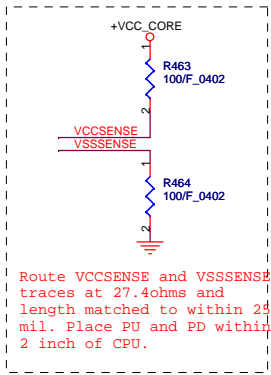 +VCC_CORE
1
R463
100/F_0402
2
VCCSENSE
VSSSENSE
1
R464
100/F_0402
2
Route VCCSENSE and VSSSENSE
traces at 27.4ohms and
length matched to within 25
mil. Place PU and PD within
2 inch of CPU.